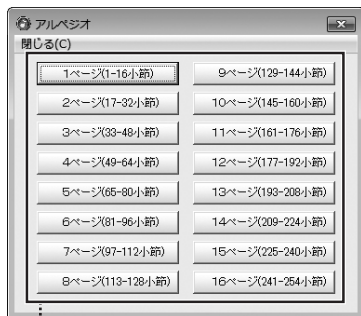 アルペジオ
閉じる(C)
1ページ(1-16小節)
2ページ(17-32小節)
3ページ(33-48小節)
4ページ(49-64小節)
5ページ(65-80小節)
6ページ(81-96小節)
7ページ(97-112小節)
8ページ(113-128小節)
9ページ(129-144小節)
10ページ(145-160小節)
11ページ(161-176小節)
12ページ(177-192小節)
13ページ(193-208小節)
14ページ(209-224小節)
15ページ(225-240小節)
16ページ(241-254小節)